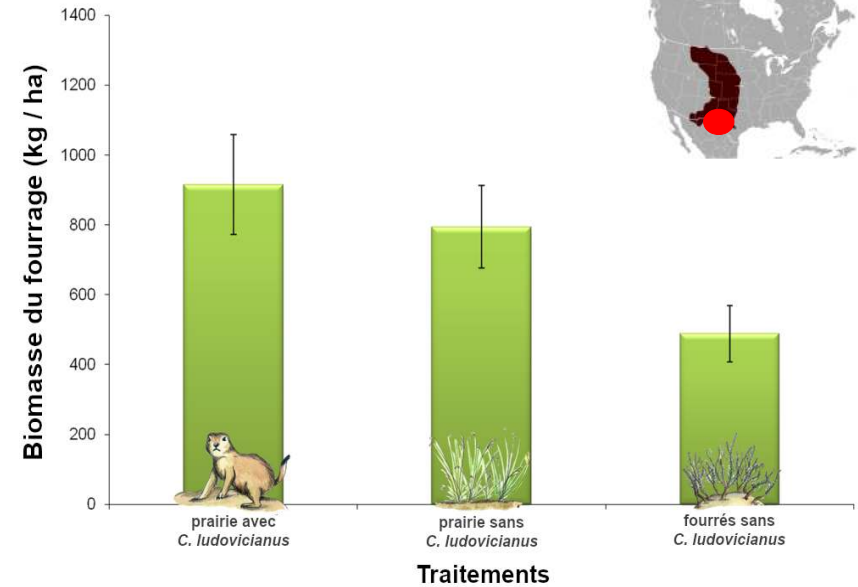 Biomasse du fourrage (kg / ha)
1400
1200
1000
800
600
400
200
0
prairie avec
C. ludovicianus
prairie sans
C. ludovicianus
fourrés sans
C. ludovicianus
Traitements